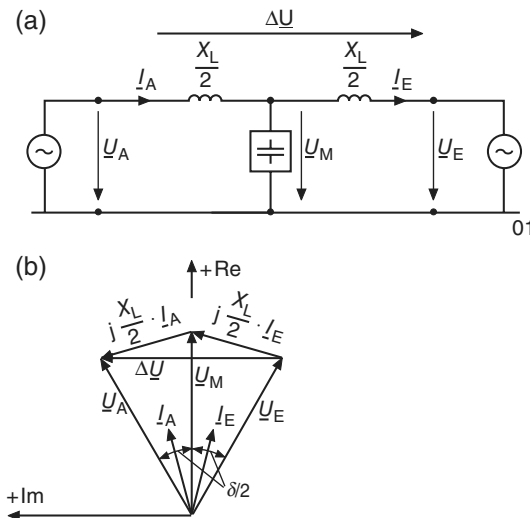 (a)
ΔU
X_L/2
X_L/2
I_A
I_E
U_A
U_M
U_E
01
(b)
+Re
j X_L/2 · I_A
j X_L/2 · I_E
ΔU
U_M
U_A
U_E
I_A
I_E
δ/2
+Im